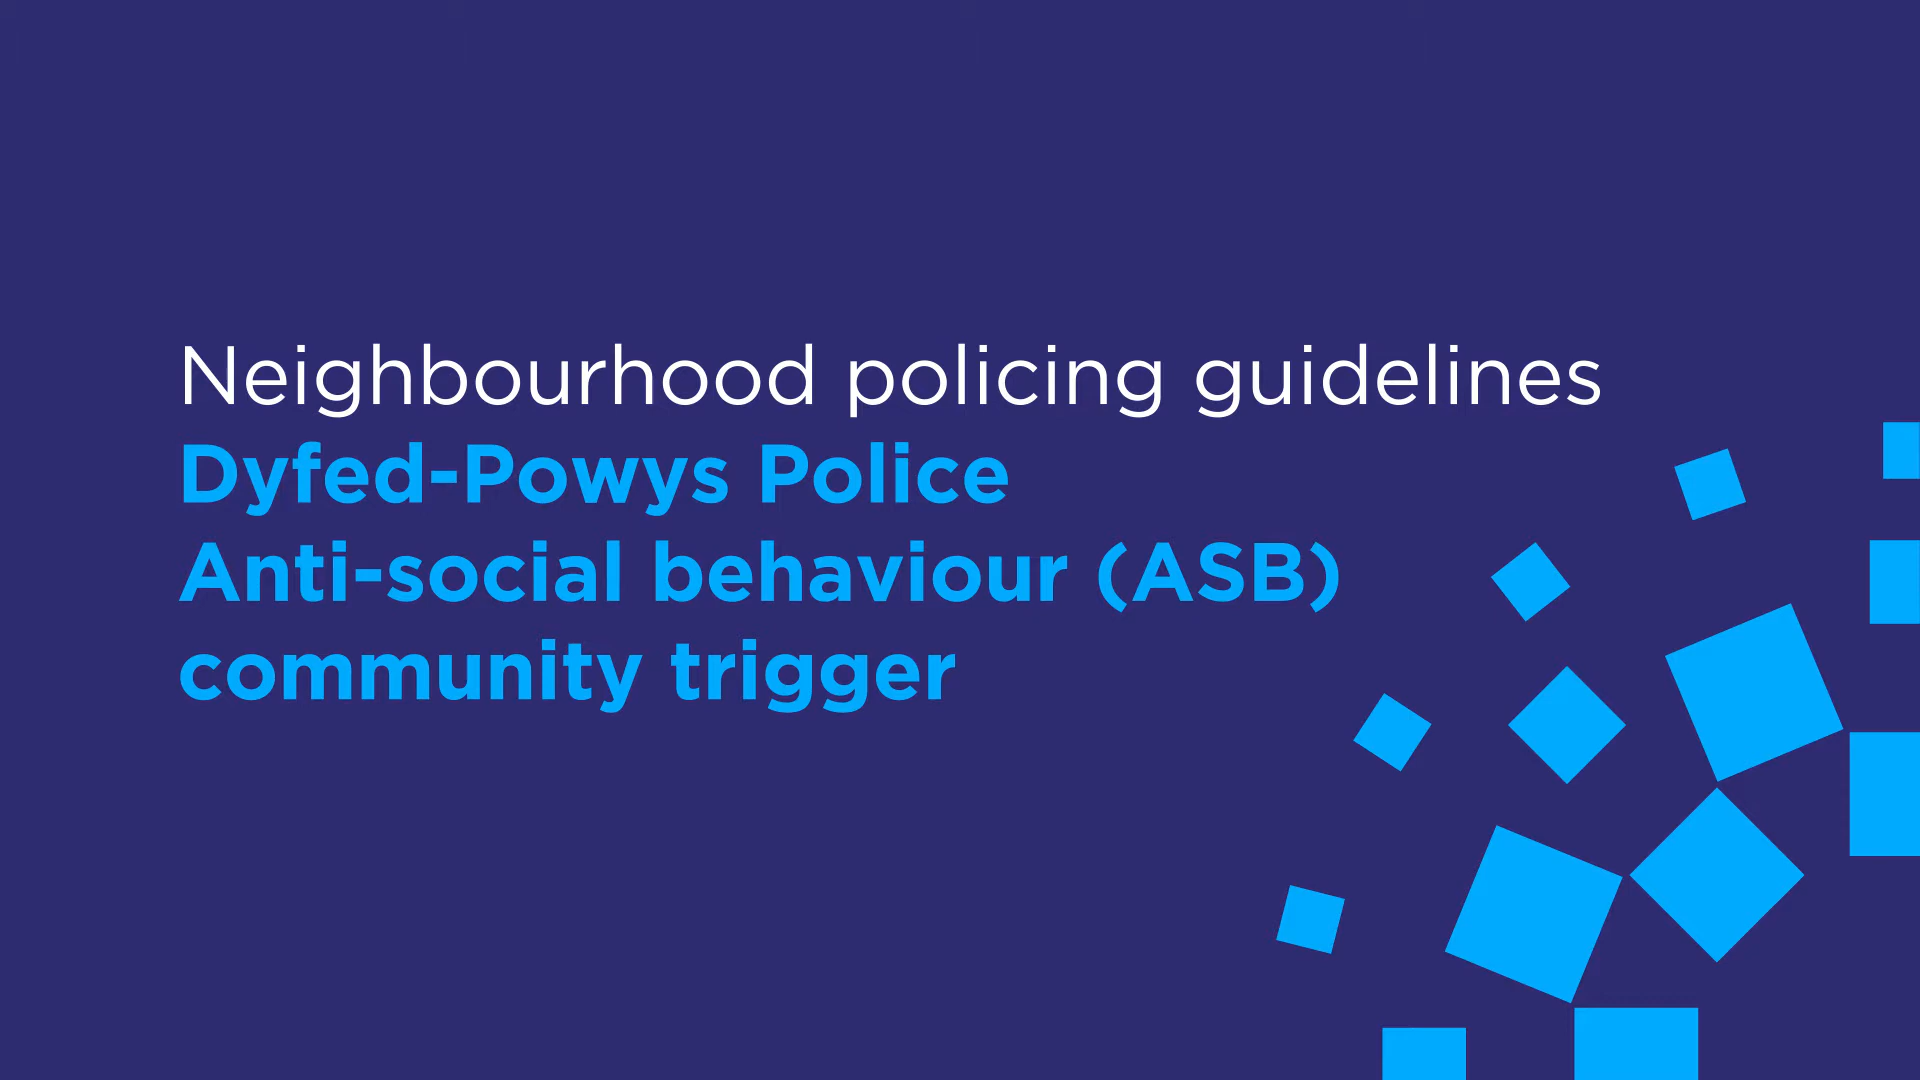 Neighbourhood policing guidelines
Dyfed-Powys Police
Anti-social behaviour (ASB)
community trigger